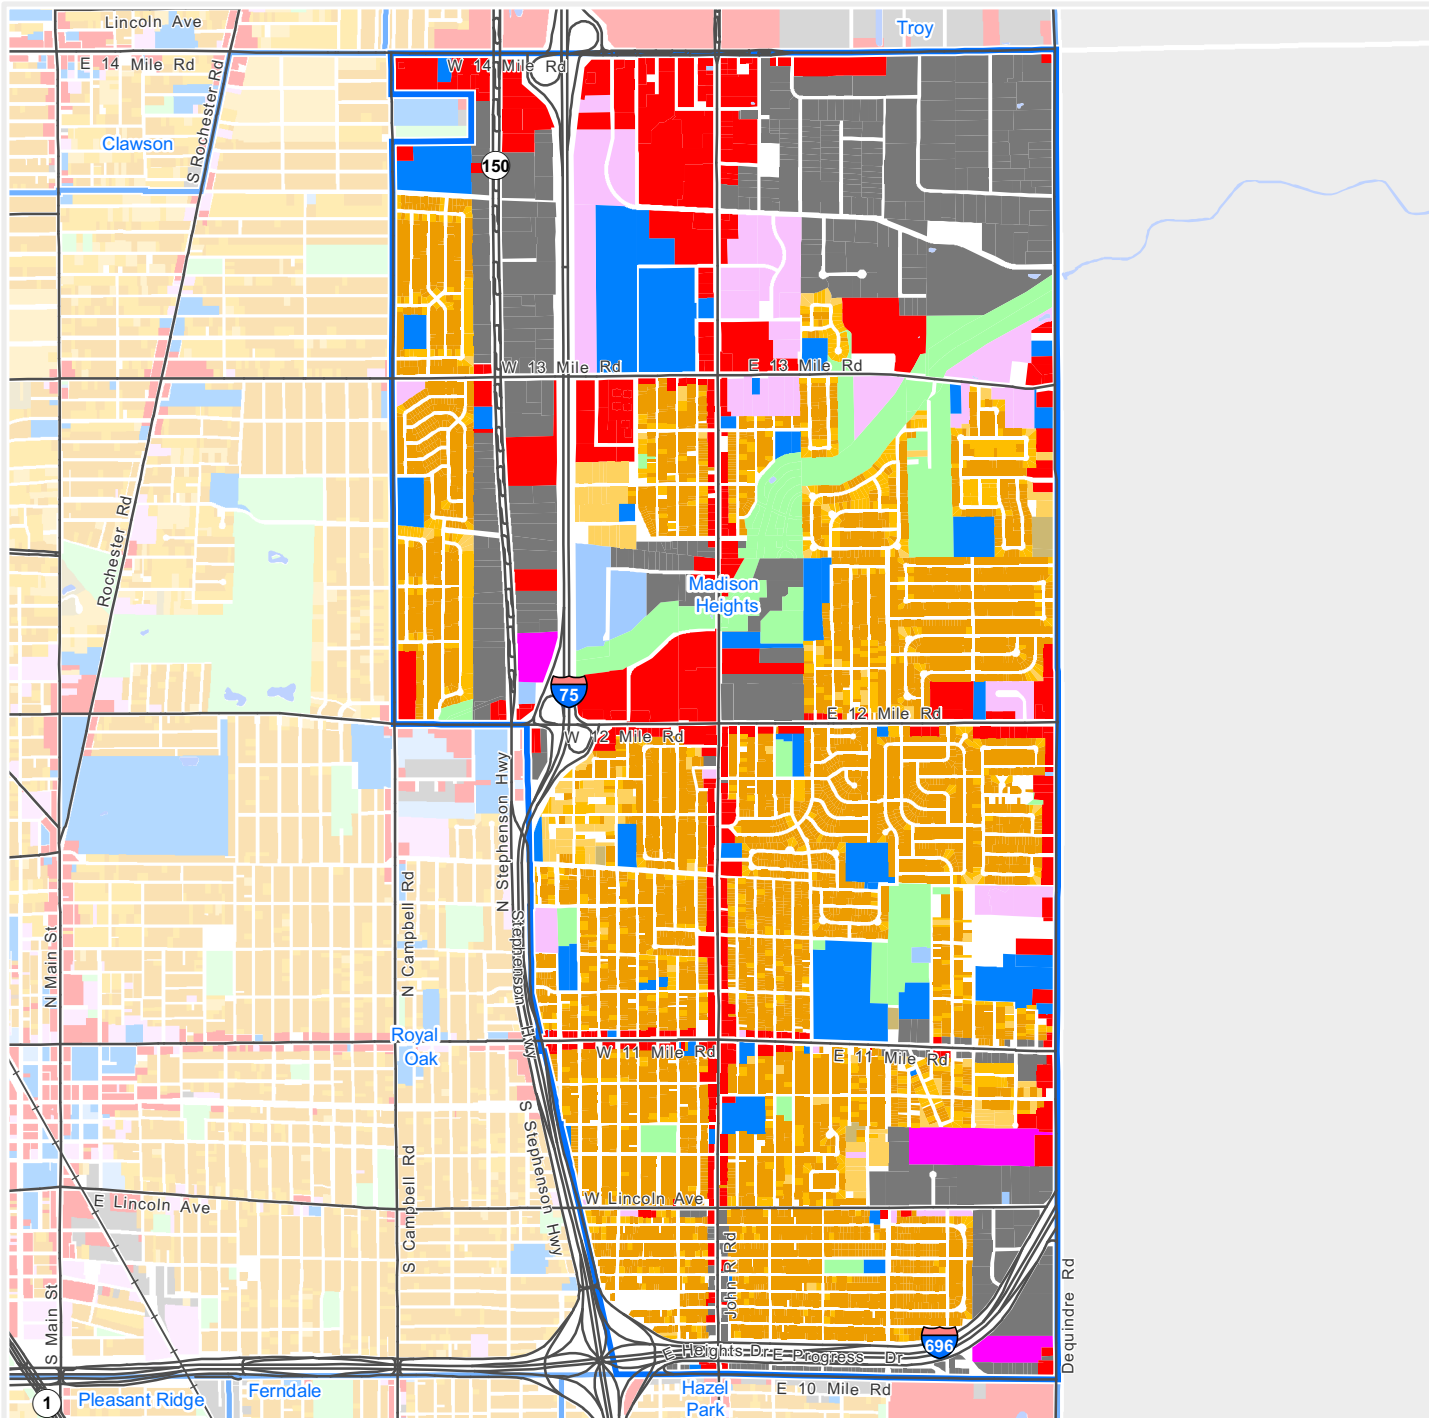 Lincoln Ave
Troy
E 14 Mile Rd
W 14 Mile Rd
S Rochester Rd
Clawson
150
W 13 Mile Rd
E 13 Mile Rd
Rochester Rd
Madison
Heights
75
E 12 Mile Rd
W 12 Mile Rd
N Stephenson Hwy
N Main St
N Campbell Rd
Stephenson Hwy
Royal
Oak
W 11 Mile Rd
E 11 Mile Rd
S Stephenson Hwy
S Campbell Rd
E Lincoln Ave
W Lincoln Ave
John R Rd
S Main St
Dequindre Rd
696
E Heights Dr
E Progress Dr
1
Pleasant Ridge
Ferndale
Hazel
Park
E 10 Mile Rd